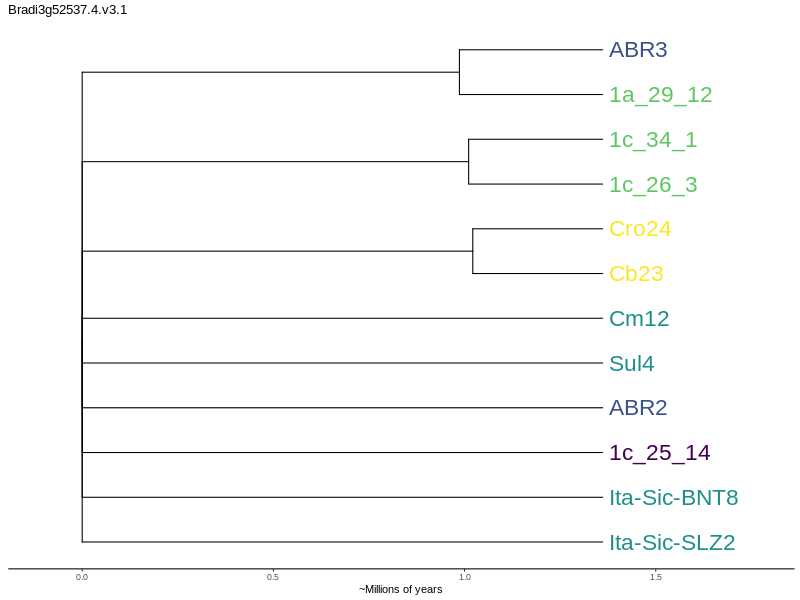 Bradi3g52537.4.v3.1
ABR3
1a_29_12
1c_34_1
1c_26_3
Cro24
Cb23
Cm12
Sul4
ABR2
1c_25_14
Ita-Sic-BNT8
Ita-Sic-SLZ2
0.0 0.5 1.0 1.5
~Millions of years